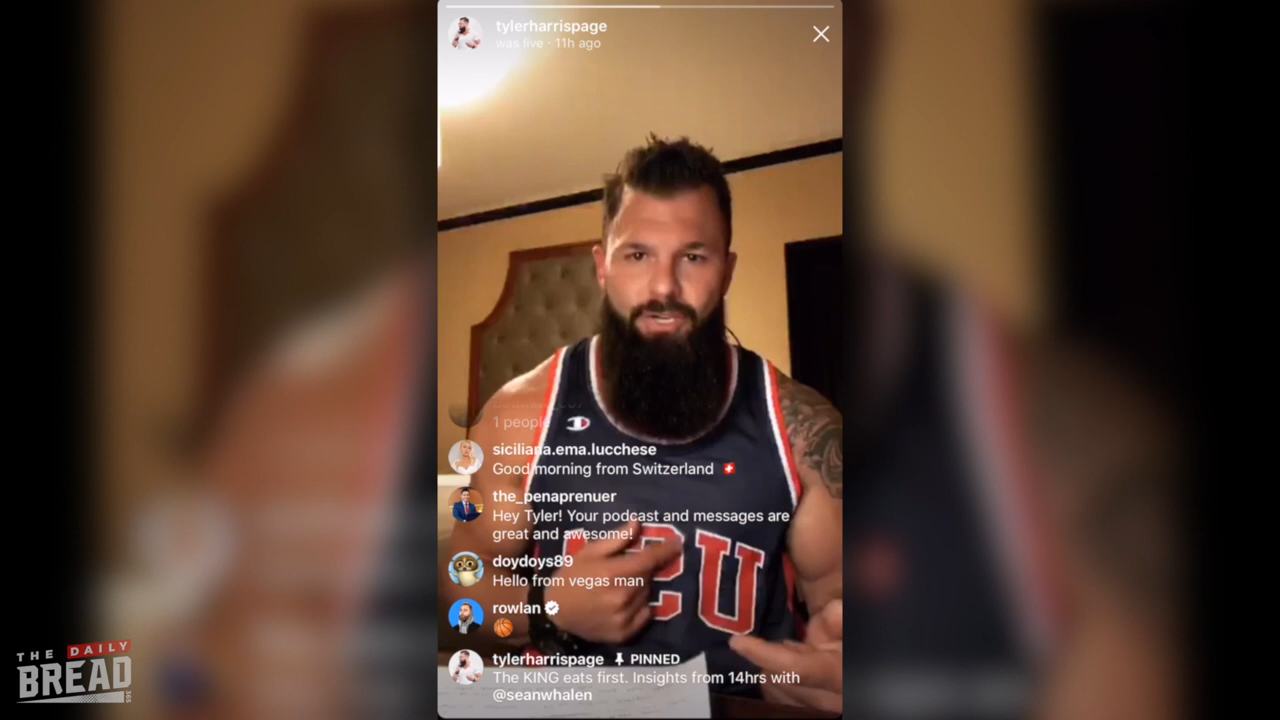 tylerharrispage
was live · 11h ago
1 people
siciliana.ema.lucchese
Good morning from Switzerland 🇨🇭
the_penaprenuer
Hey Tyler! Your podcast and messages are
great and awesome!
doydoys89
Hello from vegas man
rowlan
🏀
tylerharrispage PINNED
The KING eats first. Insights from 14hrs with
@seanwhalen
THE DAILY
BREAD
365